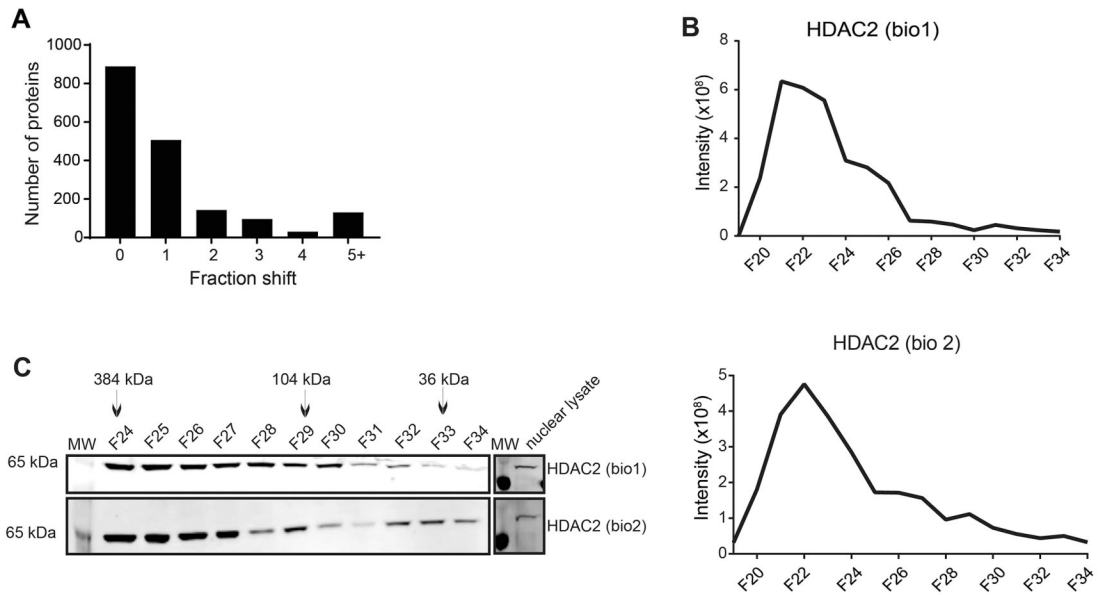 A
1000
800
600
400
200
0
Number of proteins
0 1 2 3 4 5+
Fraction shift
B
HDAC2 (bio1)
8
6
4
2
0
Intensity (x10⁸)
F20 F22 F24 F26 F28 F30 F32 F34
HDAC2 (bio 2)
5
4
3
2
1
0
Intensity (x10⁸)
F20 F22 F24 F26 F28 F30 F32 F34
C
384 kDa 104 kDa 36 kDa
MW F24 F25 F26 F27 F28 F29 F30 F31 F32 F33 F34 MW nuclear lysate
65 kDa HDAC2 (bio1)
65 kDa HDAC2 (bio2)